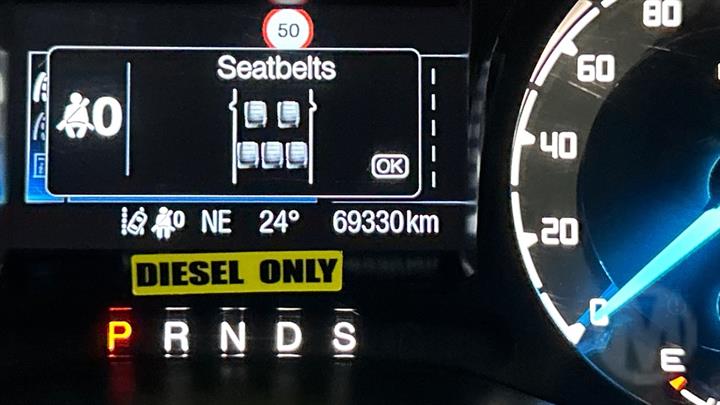 50
Seatbelts
0
OK
0 NE 24° 69330km
DIESEL ONLY
P R N D S
80
60
40
20
0
E